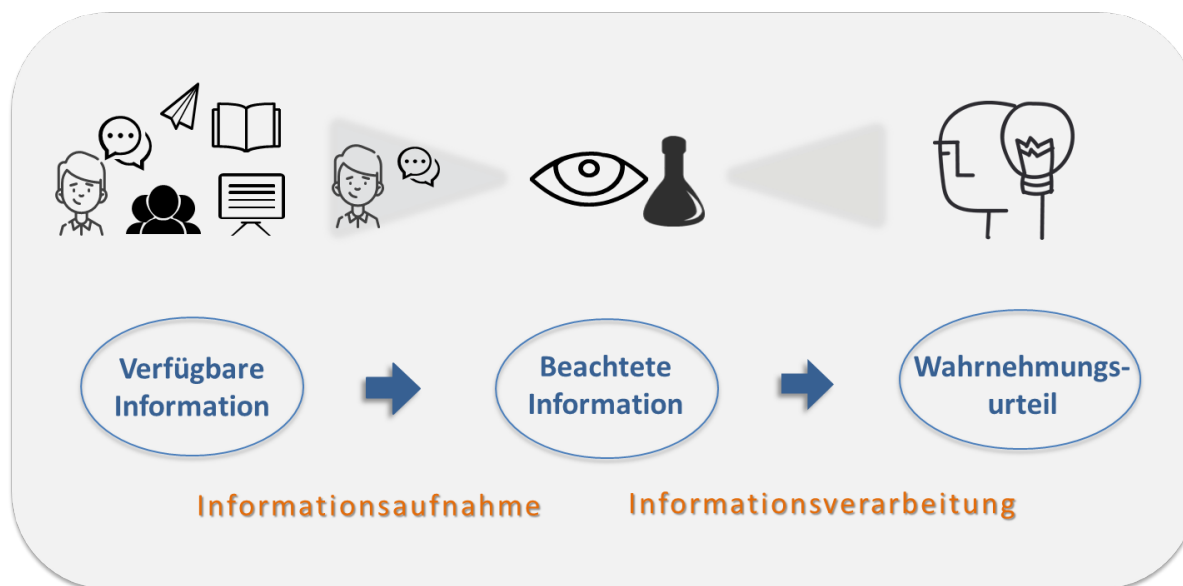 Verfügbare
Information
Beachtete
Information
Wahrnehmungs-
urteil
Informationsaufnahme
Informationsverarbeitung